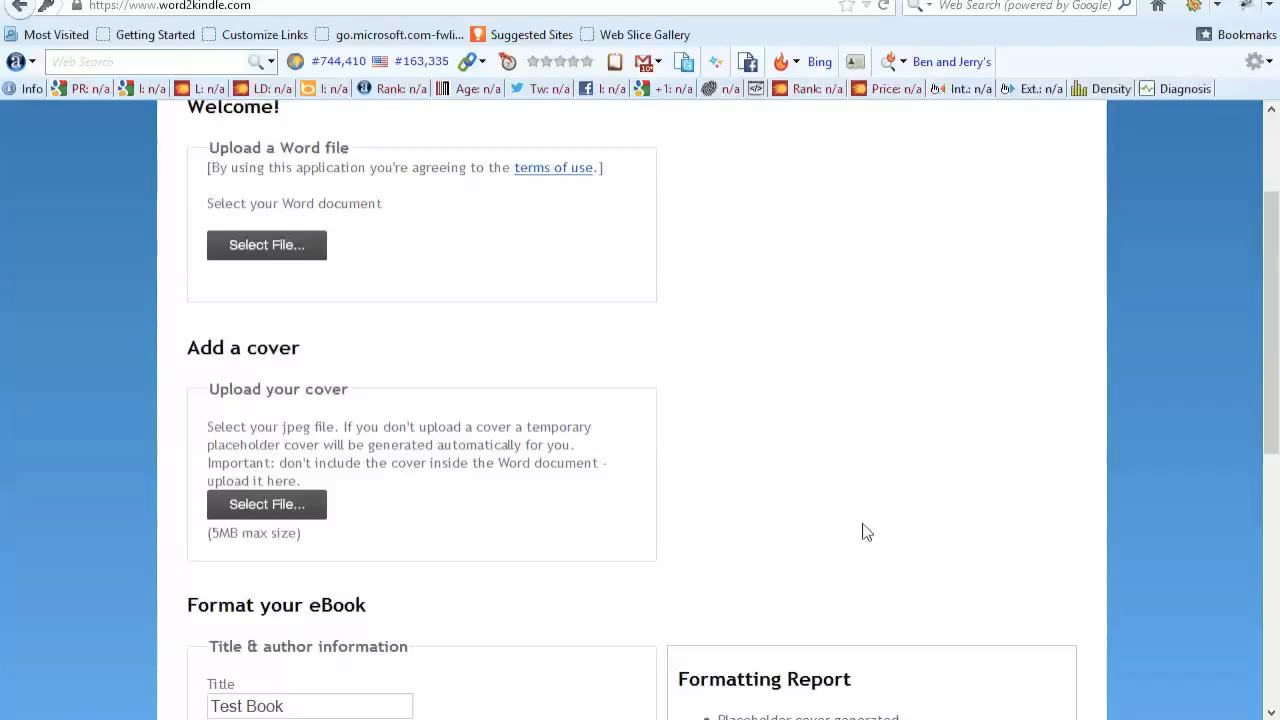 https://www.word2kindle.com
Web Search (powered by Google)
Most Visited Getting Started Customize Links go.microsoft.com-fwli... Suggested Sites Web Slice Gallery Bookmarks
Web Search #744,410 #163,335 10+ Bing Ben and Jerry's
Info PR: n/a I: n/a L: n/a LD: n/a I: n/a Rank: n/a Age: n/a Tw: n/a I: n/a +1: n/a n/a Rank: n/a Price: n/a Int.: n/a Ext.: n/a Density Diagnosis
Welcome!
Upload a Word file
[By using this application you're agreeing to the terms of use.]
Select your Word document
Select File...
Add a cover
Upload your cover
Select your jpeg file. If you don't upload a cover a temporary
placeholder cover will be generated automatically for you.
Important: don't include the cover inside the Word document -
upload it here.
Select File...
(5MB max size)
Format your eBook
Title & author information
Title
Test Book
Formatting Report
Placeholder cover generated